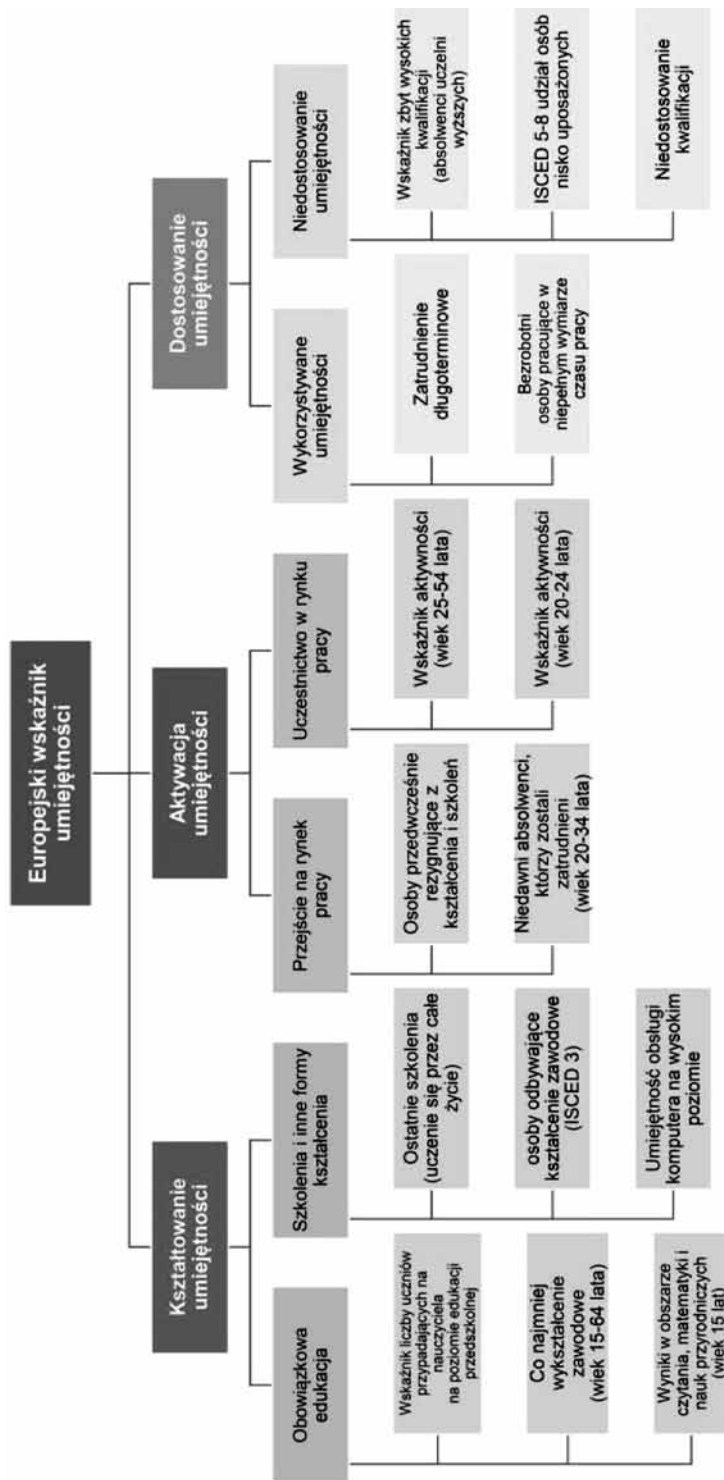 Europejski wskaźnik
umiejętności
Kształtowanie
umiejętności
Obowiązkowa
edukacja
Wskaźnik liczby uczniów
przypadających na
nauczyciela
na poziomie edukacji
przedszkolnej
Co najmniej
wykształcenie
zawodowe
(wiek 15-64 lata)
Wyniki w obszarze
czytania, matematyki i
nauk przyrodniczych
(wiek 15 lat)
Szkolenia i inne formy
kształcenia
Ostatnie szkolenia
(uczenie się przez całe
życie)
osoby odbywające
kształcenie zawodowe
(ISCED 3)
Umiejętność obsługi
komputera na wysokim
poziomie
Aktywacja
umiejętności
Przejście na rynek
pracy
Osoby przedwcześnie
rezygnujące z
kształcenia i szkoleń
Niedawni absolwenci,
którzy zostali
zatrudnieni
(wiek 20-34 lata)
Uczestnictwo w rynku
pracy
Wskaźnik aktywności
(wiek 25-54 lata)
Wskaźnik aktywności
(wiek 20-24 lata)
Dostosowanie
umiejętności
Wykorzystywane
umiejętności
Zatrudnienie
długoterminowe
Bezrobotni
osoby pracujące w
niepełnym wymiarze
czasu pracy
Niedostosowanie
umiejętności
Wskaźnik zbyt wysokich
kwalifikacji
(absolwenci uczelni
wyższych)
ISCED 5-8 udział osób
nisko uposażonych
Niedostosowanie
kwalifikacji